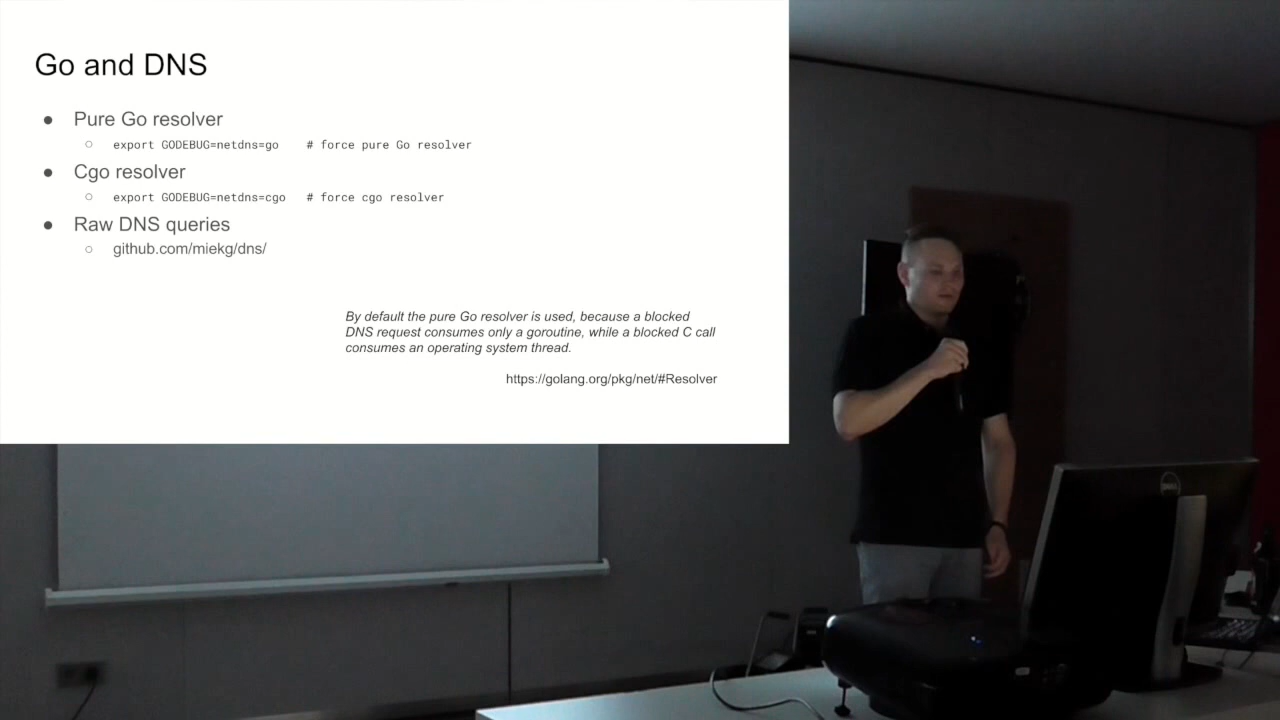 Go and DNS
● Pure Go resolver
○ export GODEBUG=netdns=go # force pure Go resolver
● Cgo resolver
○ export GODEBUG=netdns=cgo # force cgo resolver
● Raw DNS queries
○ github.com/miekg/dns/
By default the pure Go resolver is used, because a blocked
DNS request consumes only a goroutine, while a blocked C call
consumes an operating system thread.
https://golang.org/pkg/net/#Resolver
DELL